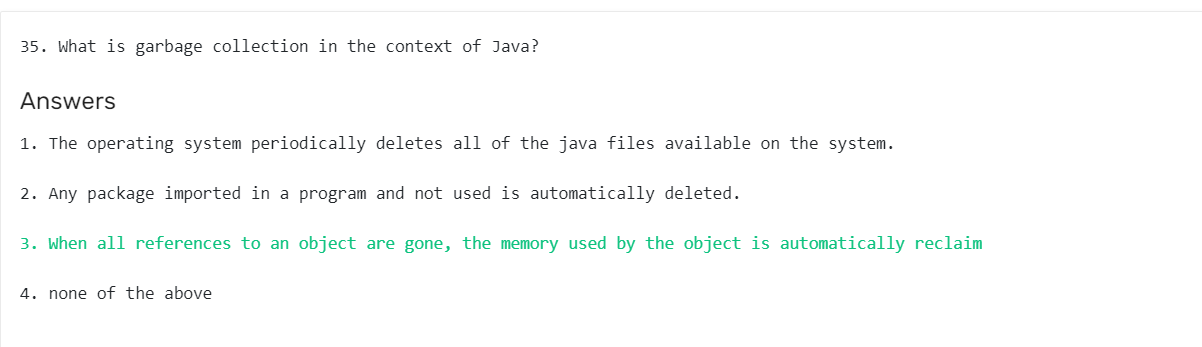 35. What is garbage collection in the context of Java?
Answers
1. The operating system periodically deletes all of the java files available on the system.
2. Any package imported in a program and not used is automatically deleted.
3. When all references to an object are gone, the memory used by the object is automatically reclaim
4. none of the above